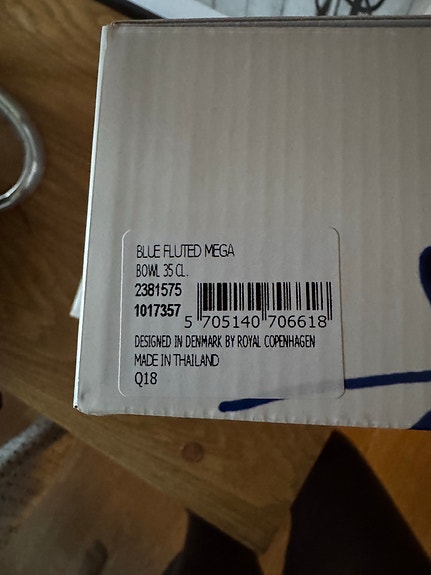 BLUE FLUTED MEGA
BOWL 35 CL.
2381575
1017357
5 705140 706618
DESIGNED IN DENMARK BY ROYAL COPENHAGEN
MADE IN THAILAND
Q18